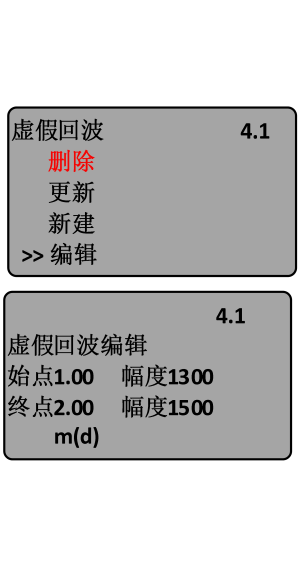 虚假回波 4.1
删除
更新
新建
>> 编辑
4.1
虚假回波编辑
始点1.00 幅度1300
终点2.00 幅度1500
m(d)